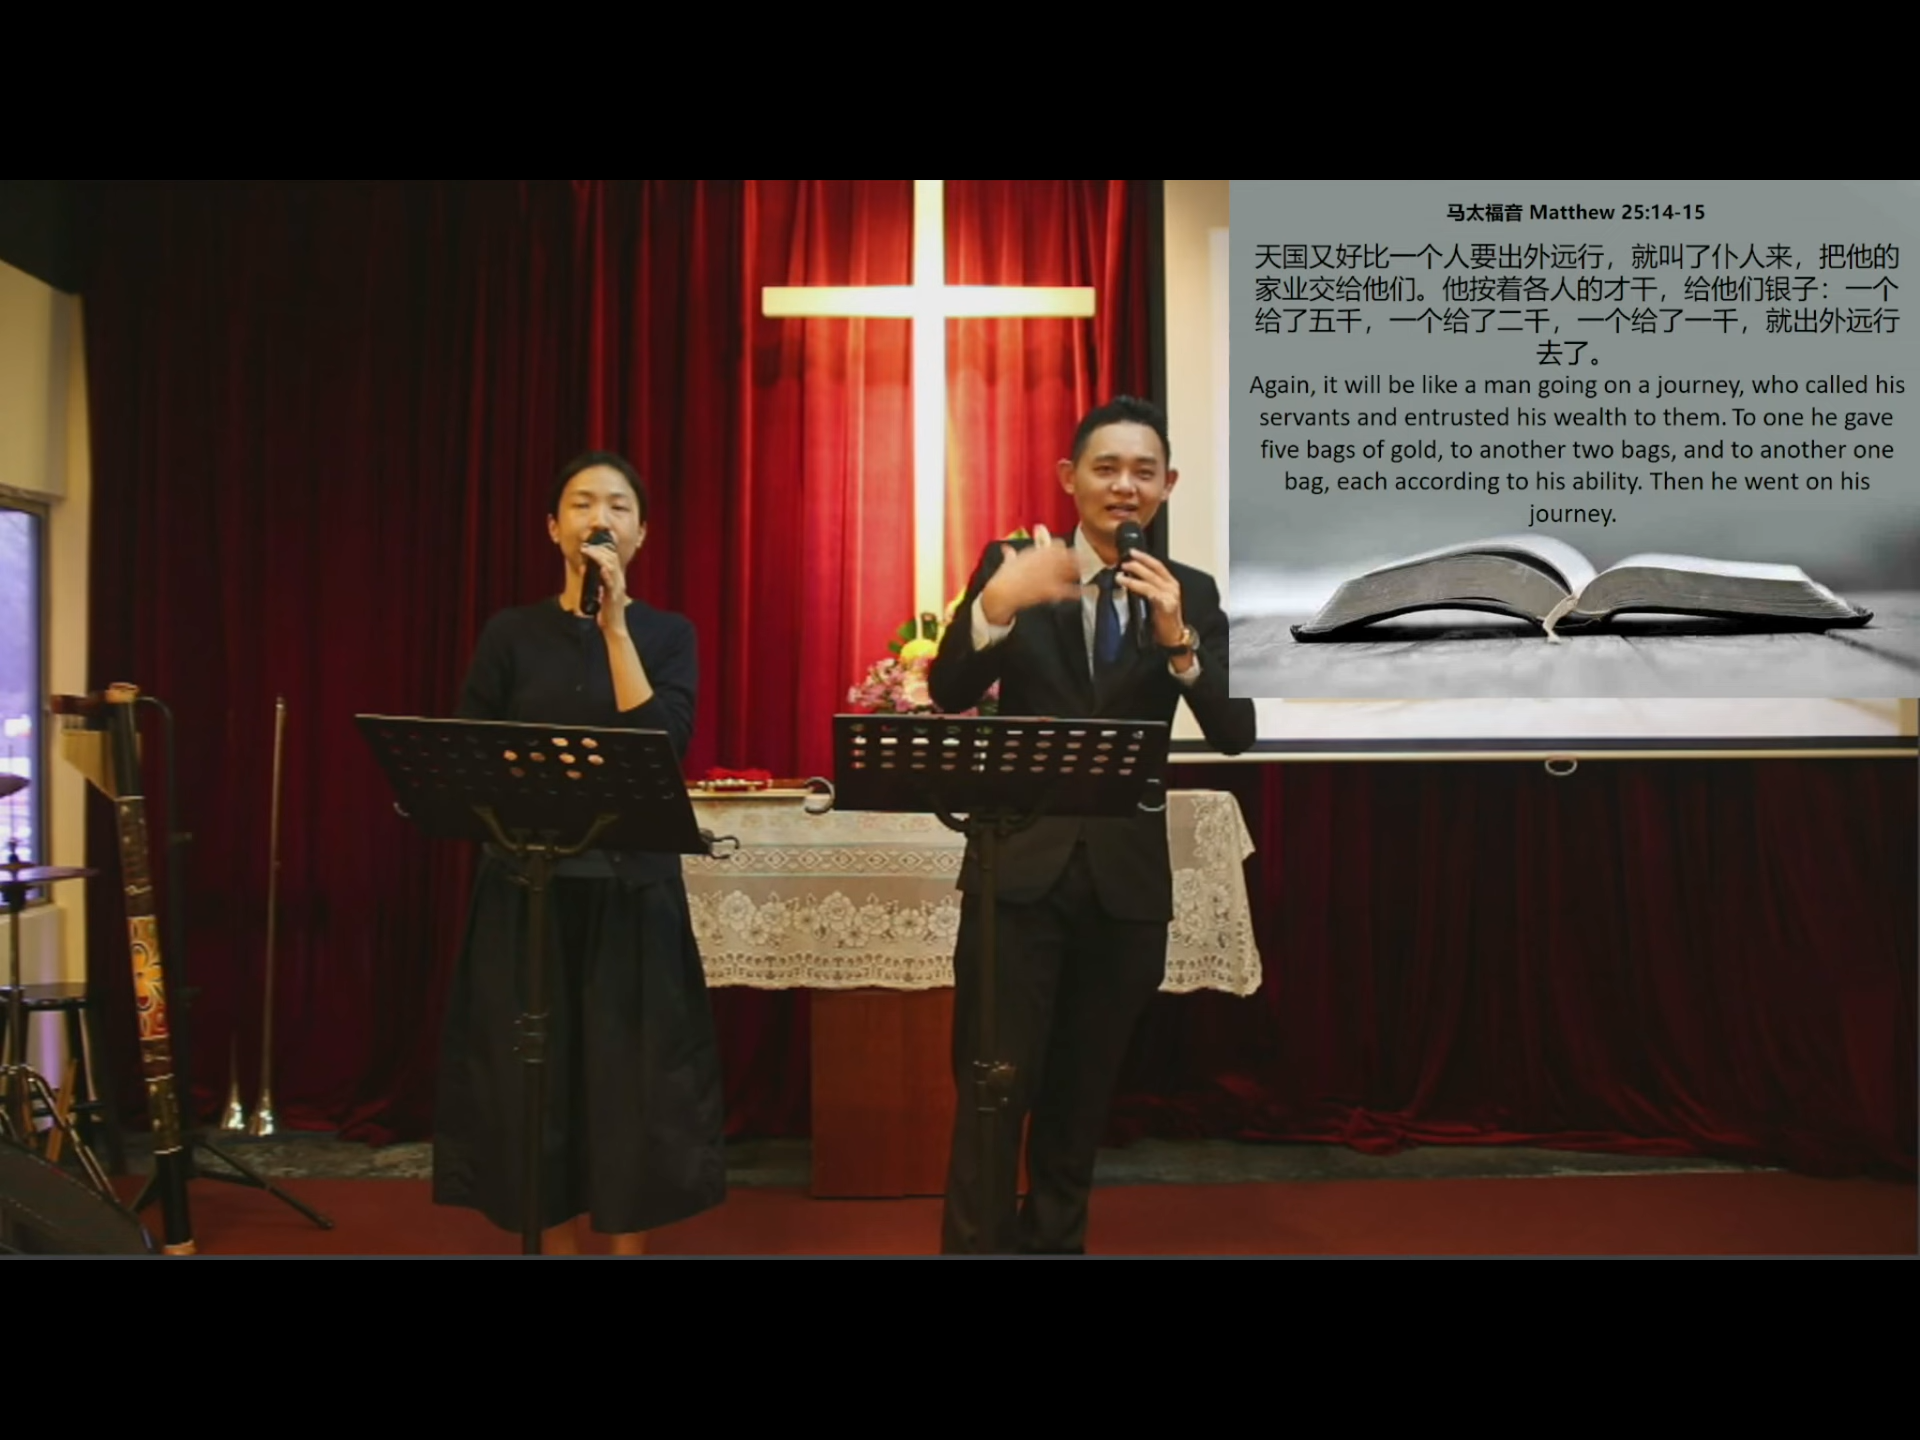 马太福音 Matthew 25:14-15
天国又好比一个人要出外远行，就叫了仆人来，把他的
家业交给他们。他按着各人的才干，给他们银子：一个
给了五千，一个给了二千，一个给了一千，就出外远行
去了。
Again, it will be like a man going on a journey, who called his
servants and entrusted his wealth to them. To one he gave
five bags of gold, to another two bags, and to another one
bag, each according to his ability. Then he went on his
journey.